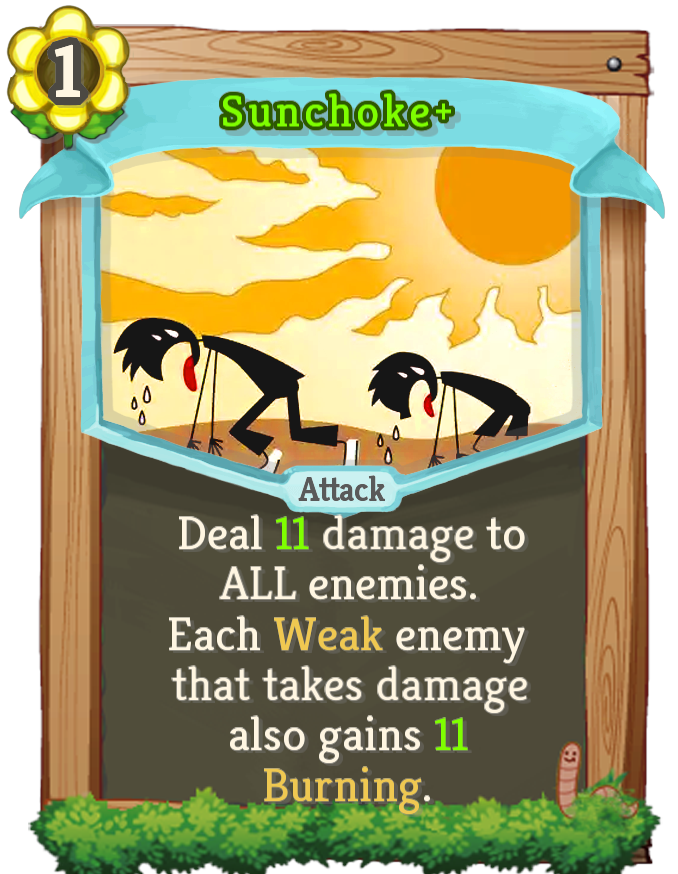 1
Sunchoke+
Attack
Deal 11 damage to
ALL enemies.
Each Weak enemy
that takes damage
also gains 11
Burning.